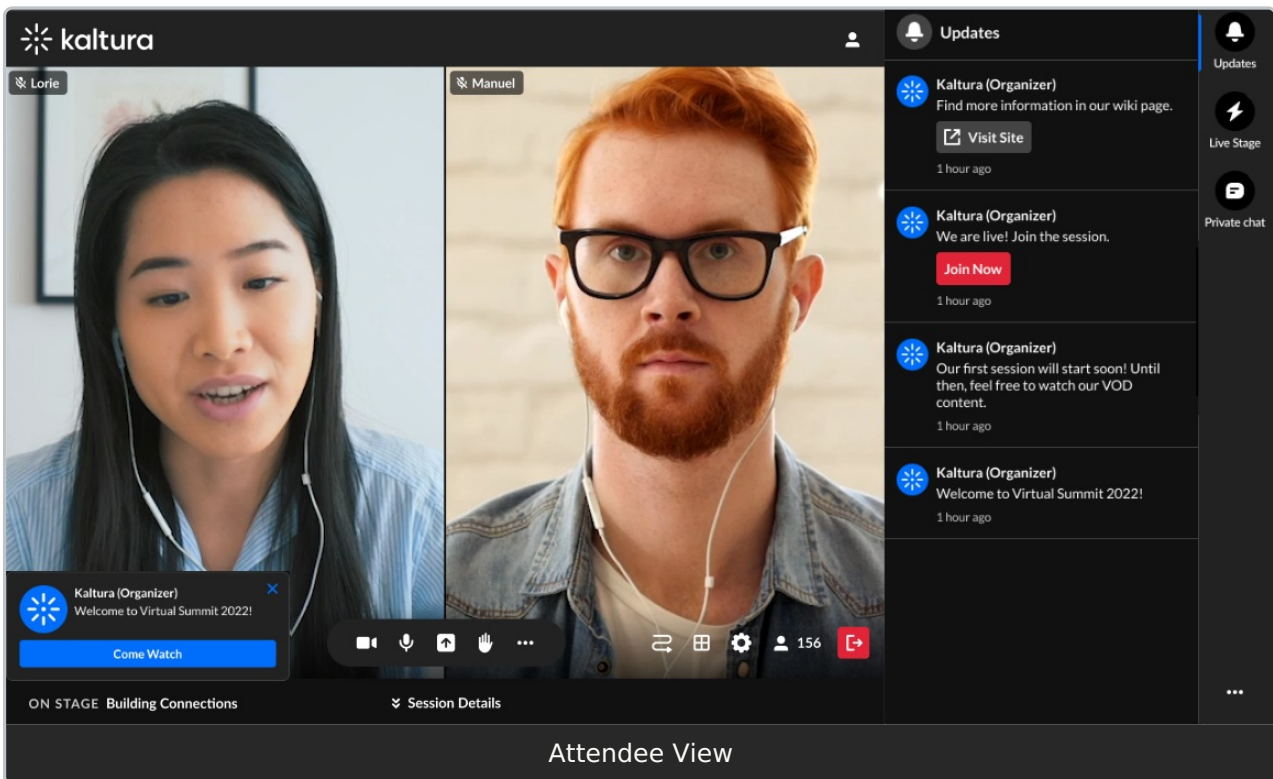 kaltura
Lorie
Manuel
Kaltura (Organizer)
Welcome to Virtual Summit 2022!
Come Watch
156
ON STAGE Building Connections
Session Details
Updates
Kaltura (Organizer)
Find more information in our wiki page.
Visit Site
1 hour ago
Kaltura (Organizer)
We are live! Join the session.
Join Now
1 hour ago
Kaltura (Organizer)
Our first session will start soon! Until
then, feel free to watch our VOD
content.
1 hour ago
Kaltura (Organizer)
Welcome to Virtual Summit 2022!
1 hour ago
Updates
Live Stage
Private chat
Attendee View